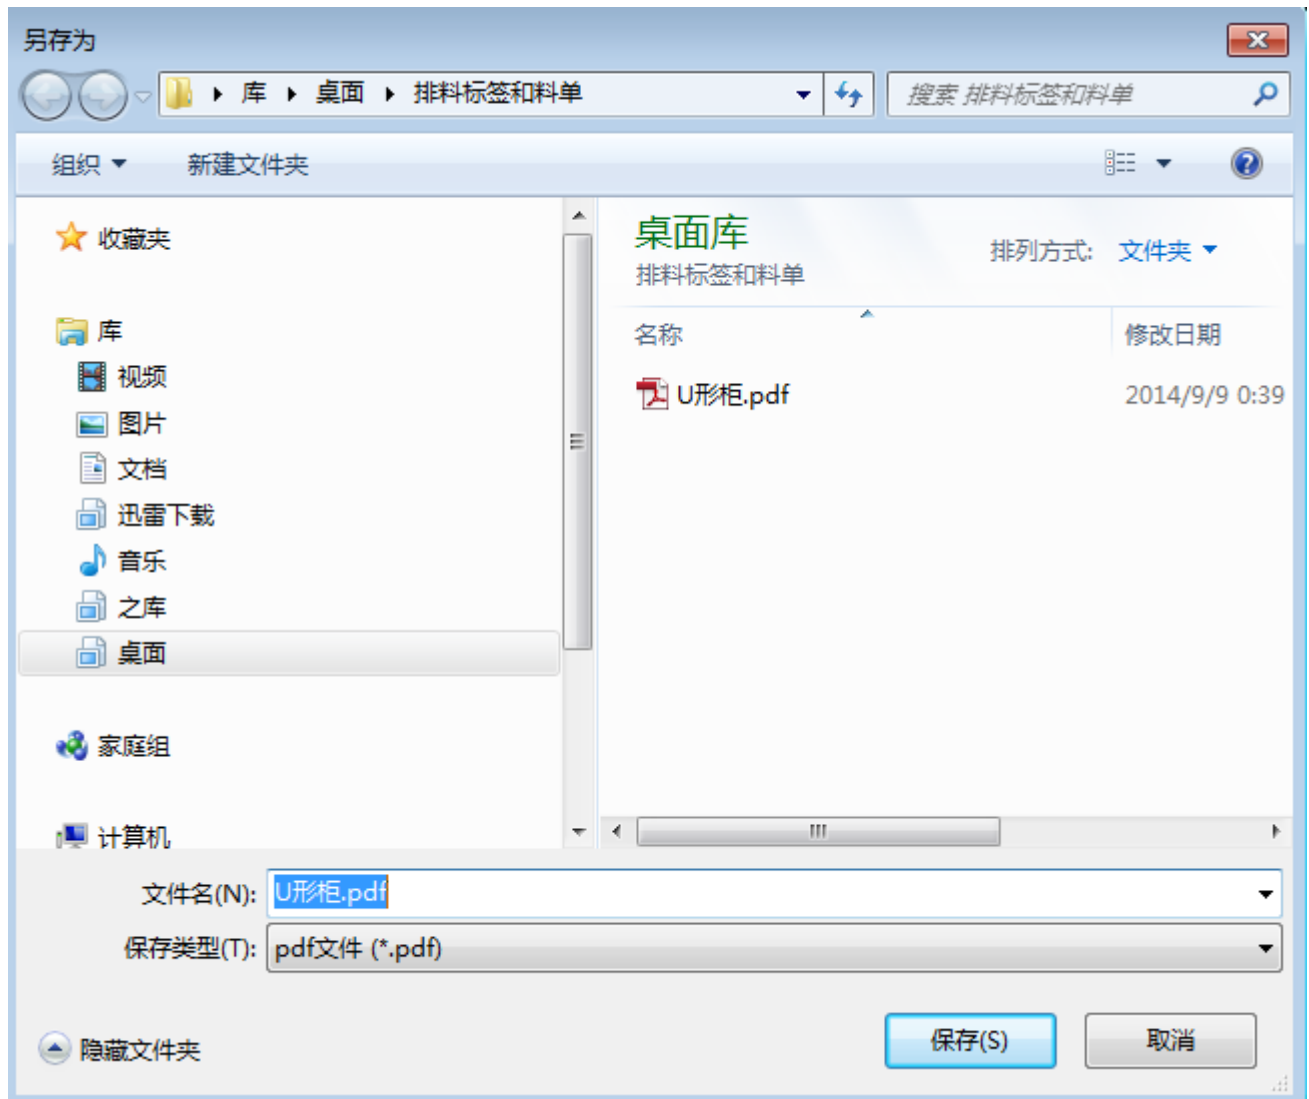 另存为
库 桌面 排料标签和料单
搜索 排料标签和料单
组织 新建文件夹
收藏夹
库
视频
图片
文档
迅雷下载
音乐
之库
桌面
家庭组
计算机
桌面库
排料标签和料单
排列方式: 文件夹
名称 修改日期
U形柜.pdf 2014/9/9 0:39
文件名(N): U形柜.pdf
保存类型(T): pdf文件 (*.pdf)
隐藏文件夹
保存(S) 取消